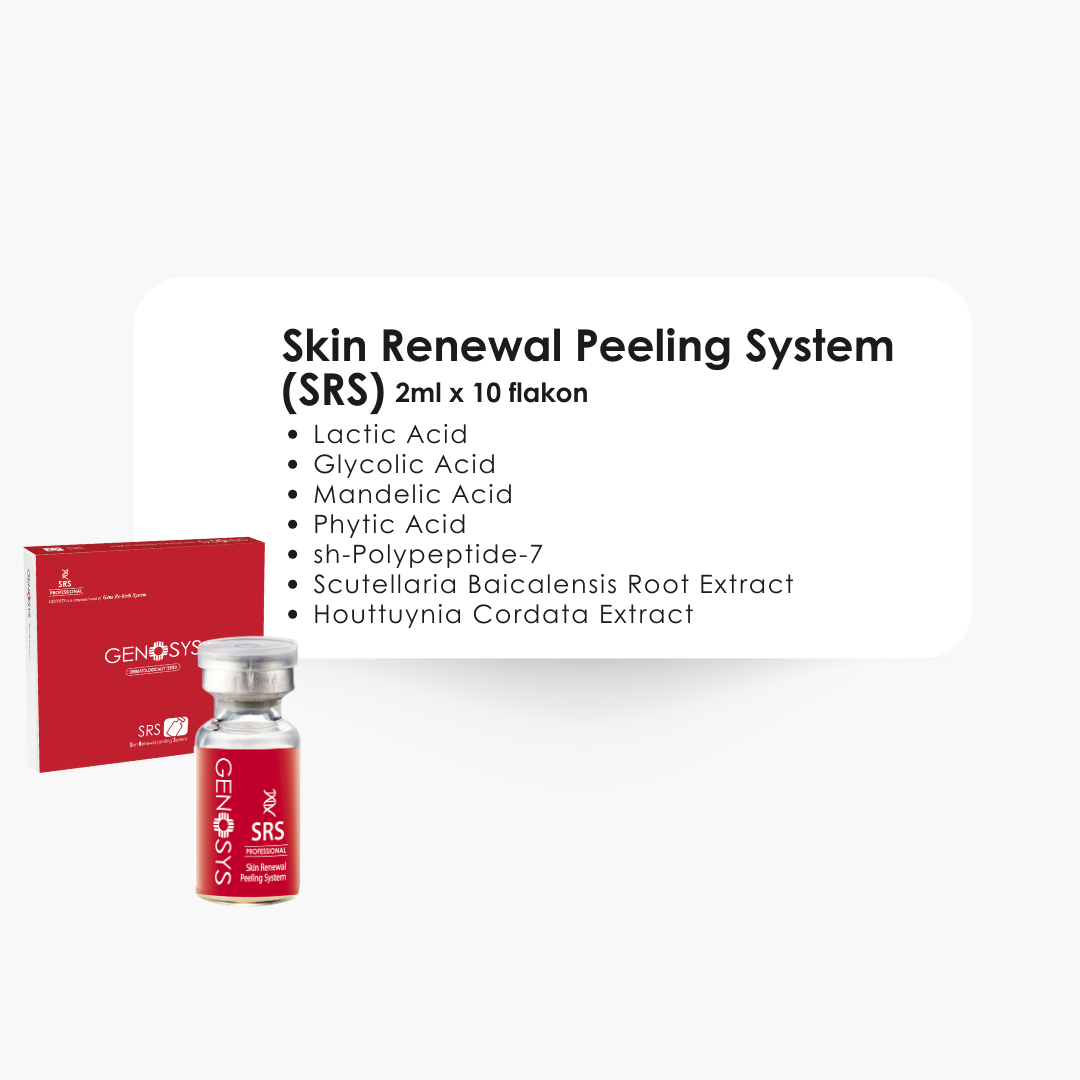 Skin Renewal Peeling System
(SRS) 2ml x 10 flakon
Lactic Acid
Glycolic Acid
Mandelic Acid
Phytic Acid
sh-Polypeptide-7
Scutellaria Baicalensis Root Extract
Houttuynia Cordata Extract
SRS
PROFESSIONAL
GENOSYS
DERMATOLOGICALLY TESTED
SRS
Skin Renewal peeling System
GENOSYS
SRS
PROFESSIONAL
Skin Renewal
Peeling System